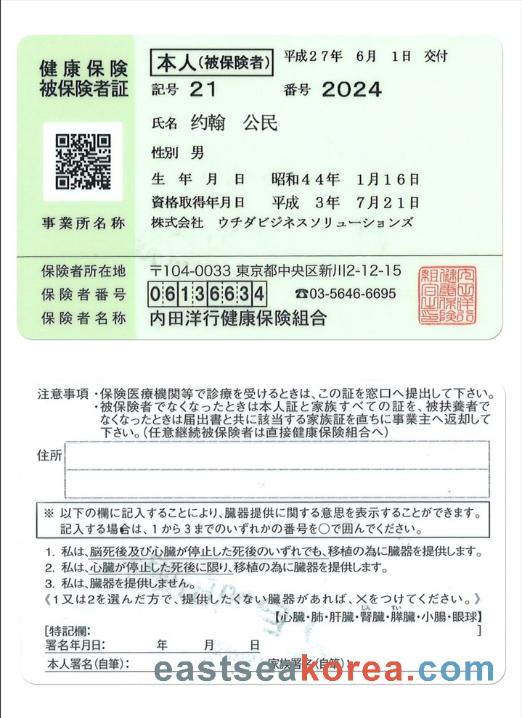 健康保険
被保険者証
本人(被保険者) 平成27年 6月 1日 交付
記号 21 番号 2024
氏名 约翰 公民
性別 男
生年月日 昭和44年 1月16日
資格取得年月日 平成 3年 7月21日
事業所名称 株式会社 ウチダビジネスソリューションズ
保険者所在地 〒104-0033 東京都中央区新川2-12-15
保険者番号 06136634 ☎03-5646-6695
保険者名称 内田洋行健康保険組合
注意事項・保険医療機関等で診療を受けるときは、この証を窓口へ提出して下さい。
・被保険者でなくなったときは本人証と家族すべての証を、被扶養者で
なくなったときは届出書と共に該当する家族証を直ちに事業主へ返却して
下さい。(任意継続被保険者は直接健康保険組合へ)
住所
※ 以下の欄に記入することにより、臓器提供に関する意思を表示することができます。
記入する場合は、1から3までのいずれかの番号を○で囲んでください。
1. 私は、脳死後及び心臓が停止した死後のいずれでも、移植の為に臓器を提供します。
2. 私は、心臓が停止した死後に限り、移植の為に臓器を提供します。
3. 私は、臓器を提供しません。
《1又は2を選んだ方で、提供したくない臓器があれば、×をつけてください。》
【心臓・肺・肝臓・腎臓・膵臓・小腸・眼球】
[特記欄: ]
署名年月日: 年 月 日
本人署名(自筆): 家族署名(自筆):
eastseakorea.com